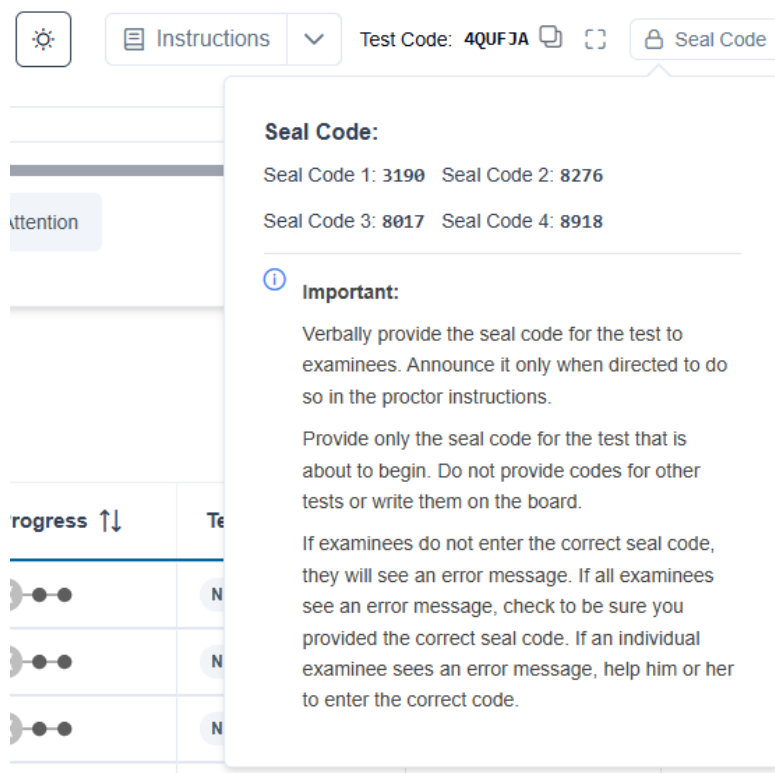 Instructions
Test Code: 4QUFJA
Seal Code
Seal Code:
Seal Code 1: 3190 Seal Code 2: 8276
Seal Code 3: 8017 Seal Code 4: 8918
Attention
Important:
Verbally provide the seal code for the test to
examinees. Announce it only when directed to do
so in the proctor instructions.
Provide only the seal code for the test that is
about to begin. Do not provide codes for other
tests or write them on the board.
rogress
Te
If examinees do not enter the correct seal code,
they will see an error message. If all examinees
N
see an error message, check to be sure you
provided the correct seal code. If an individual
N
examinee sees an error message, help him or her
to enter the correct code.
N